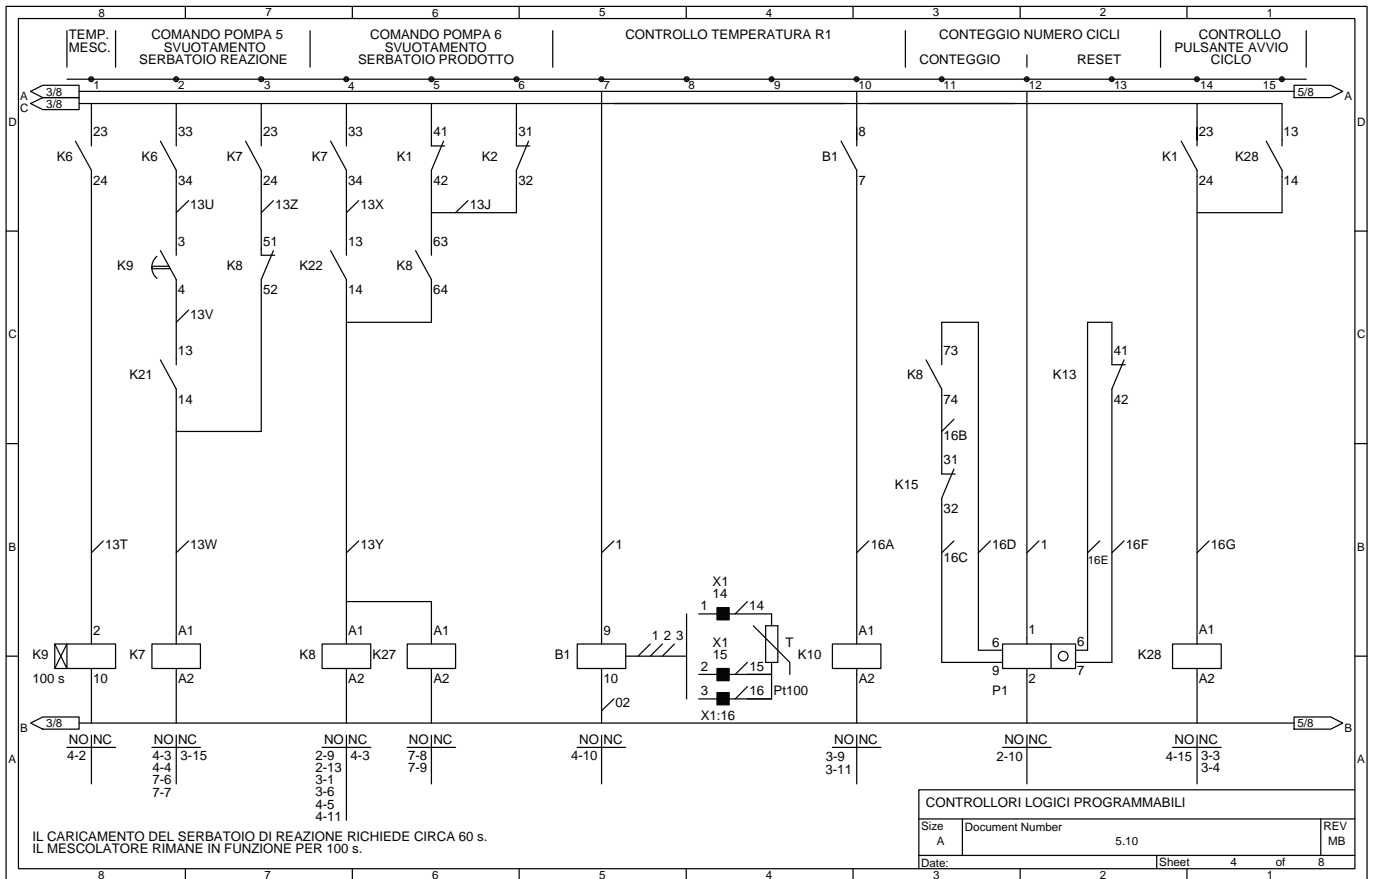 8 7 6 5 4 3 2 1
TEMP.
MESC.
COMANDO POMPA 5
SVUOTAMENTO
SERBATOIO REAZIONE
COMANDO POMPA 6
SVUOTAMENTO
SERBATOIO PRODOTTO
CONTROLLO TEMPERATURA R1
CONTEGGIO NUMERO CICLI
CONTEGGIO RESET
CONTROLLO
PULSANTE AVVIO
CICLO
1 2 3 4 5 6 7 8 9 10 11 12 13 14 15
A 3/8 5/8 A
C 3/8
D D
23 33 23 33 41 31 8 23 13
K6 K6 K7 K7 K1 K2 B1 K1 K28
24 34 24 34 42 32 7 24 14
13U 13Z 13X 13J
3 51 13 63
K9 K8 K22 K8
4 52 14 64
13V
C C
13 73 41
K21 K8 K13
14 74 42
16B
31
K15
32
B B
13T 13W 13Y 1 16A 16C 16D 1 16E 16F 16G
X1
14
1 14
2 A1 A1 A1 9 1 2 3 X1 T A1 6 1 6 A1
15
K9 K7 K8 K27 B1 2 15 K10 K28
100 s 10 A2 A2 A2 10 3 16 Pt100 A2 9 2 7 A2
P1
02 X1:16
B 3/8 5/8 B
A A
NO NC
4-2
NO NC
4-3 3-15
4-4
7-6
7-7
NO NC
2-9 4-3
2-13
3-1
3-6
4-5
4-11
NO NC
7-8
7-9
NO NC
4-10
NO NC
3-9
3-11
NO NC
2-10
NO NC
4-15 3-3
3-4
IL CARICAMENTO DEL SERBATOIO DI REAZIONE RICHIEDE CIRCA 60 s.
IL MESCOLATORE RIMANE IN FUNZIONE PER 100 s.
CONTROLLORI LOGICI PROGRAMMABILI
Size Document Number REV
A 5.10 MB
Date: Sheet 4 of 8
8 7 6 5 4 3 2 1